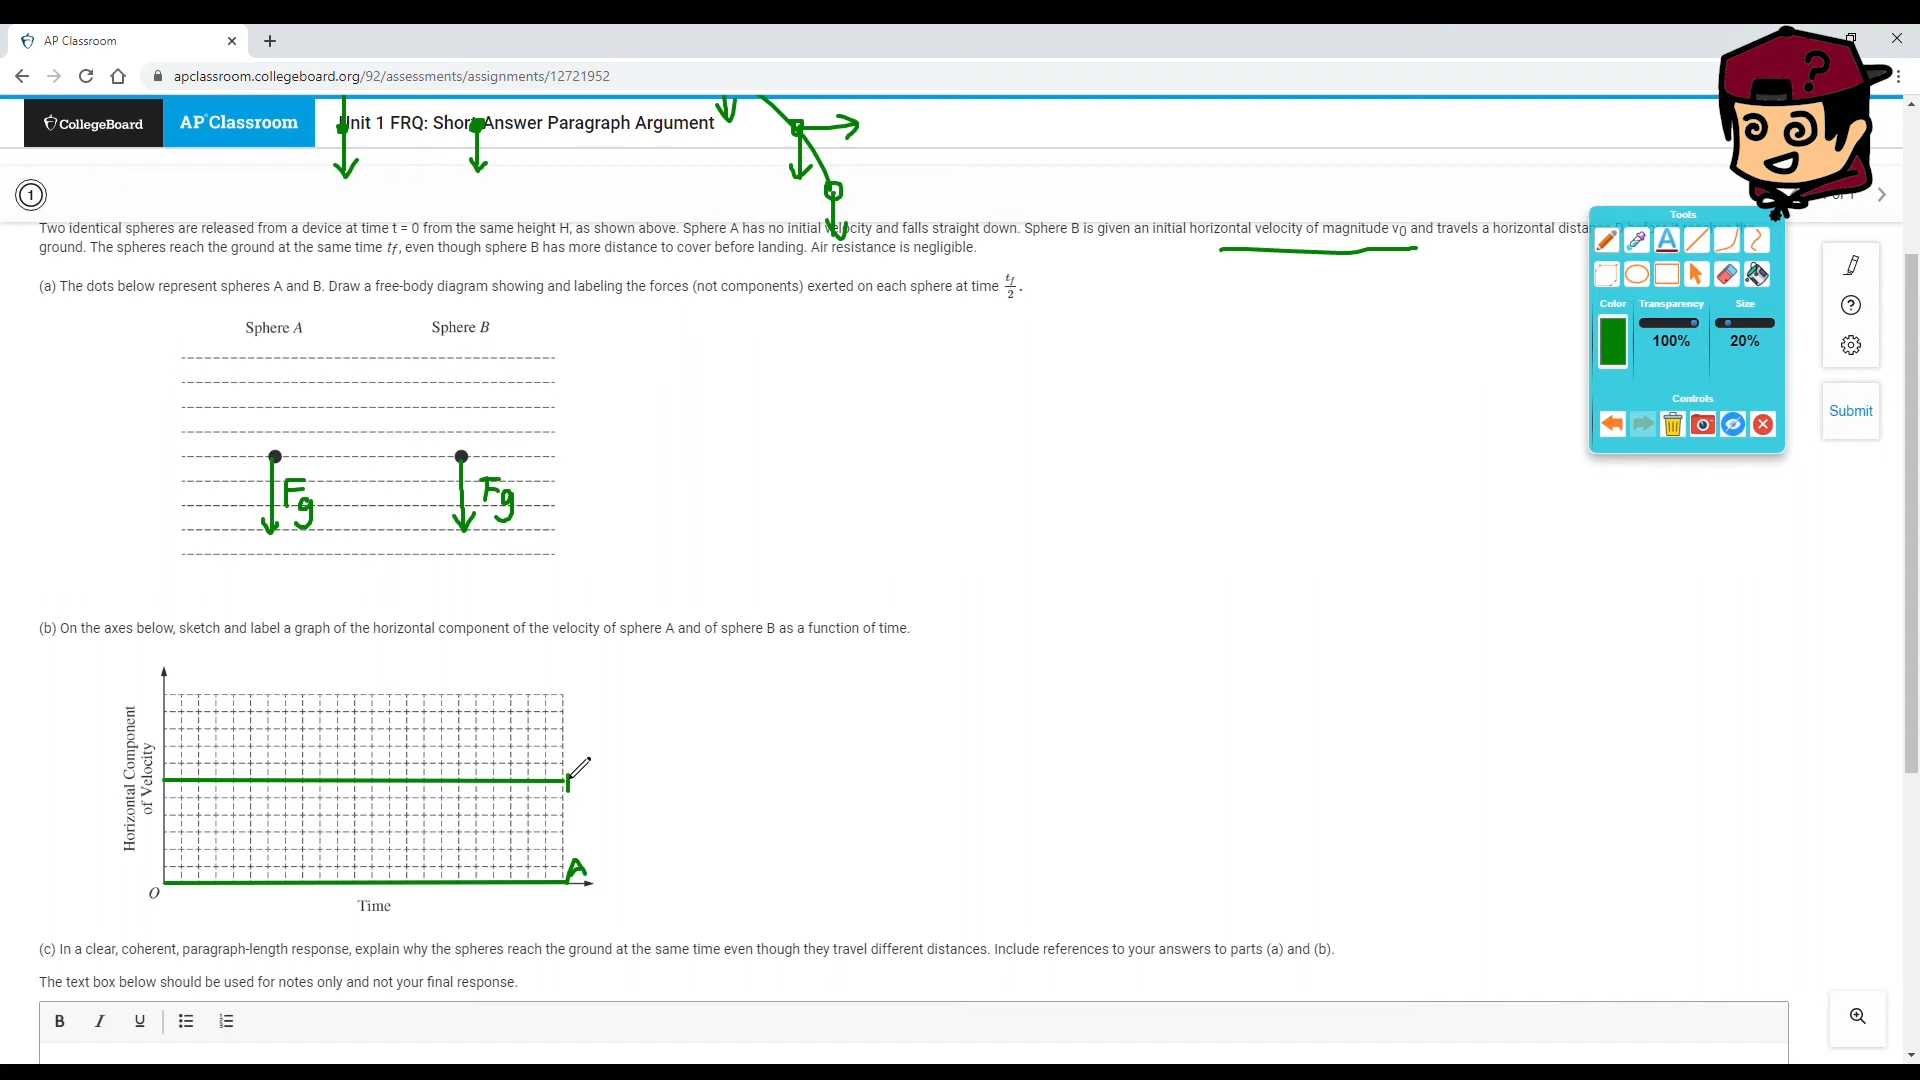 AP Classroom
apclassroom.collegeboard.org/92/assessments/assignments/12721952
CollegeBoard
AP Classroom
Unit 1 FRQ: Short Answer Paragraph Argument
1
Two identical spheres are released from a device at time t = 0 from the same height H, as shown above. Sphere A has no initial velocity and falls straight down. Sphere B is given an initial horizontal velocity of magnitude v0 and travels a horizontal distance
ground. The spheres reach the ground at the same time tf, even though sphere B has more distance to cover before landing. Air resistance is negligible.
(a) The dots below represent spheres A and B. Draw a free-body diagram showing and labeling the forces (not components) exerted on each sphere at time tf/2.
Sphere A Sphere B
Fg Fg
(b) On the axes below, sketch and label a graph of the horizontal component of the velocity of sphere A and of sphere B as a function of time.
Horizontal Component
of Velocity
A
O
Time
(c) In a clear, coherent, paragraph-length response, explain why the spheres reach the ground at the same time even though they travel different distances. Include references to your answers to parts (a) and (b).
The text box below should be used for notes only and not your final response.
B I U
Tools
A
Color Transparency Size
100% 20%
Controls
?
Submit
?